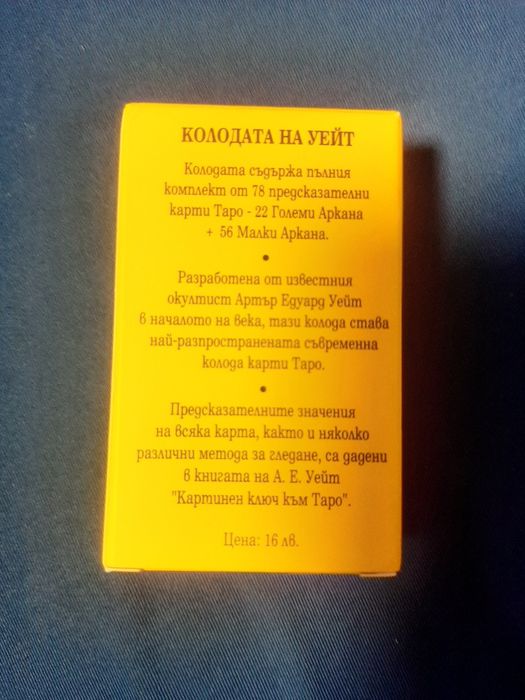 КОЛОДАТА НА УЕЙТ
Колодата съдържа пълния
комплект от 78 предсказателни
карти Таро - 22 Големи Аркана
+ 56 Малки Аркана.
•
Разработена от известния
окултист Артър Едуард Уейт
в началото на века, тази колода става
най-разпространената съвременна
колода карти Таро.
•
Предсказателните значения
на всяка карта, както и няколко
различни метода за гледане, са дадени
в книгата на А. Е. Уейт
"Картинен ключ към Таро".
Цена: 16 лв.